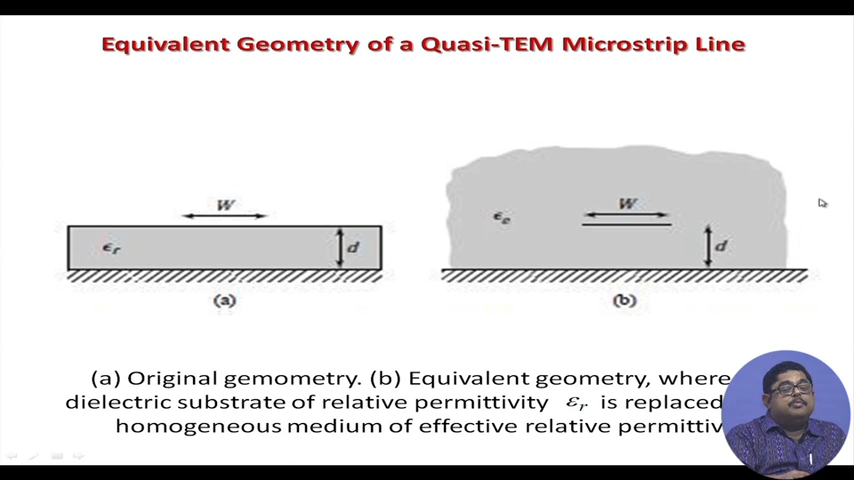 Equivalent Geometry of a Quasi-TEM Microstrip Line
W
ϵr
d
(a)
W
ϵe
d
(b)
(a) Original gemometry. (b) Equivalent geometry, where
dielectric substrate of relative permittivity εr is replaced
homogeneous medium of effective relative